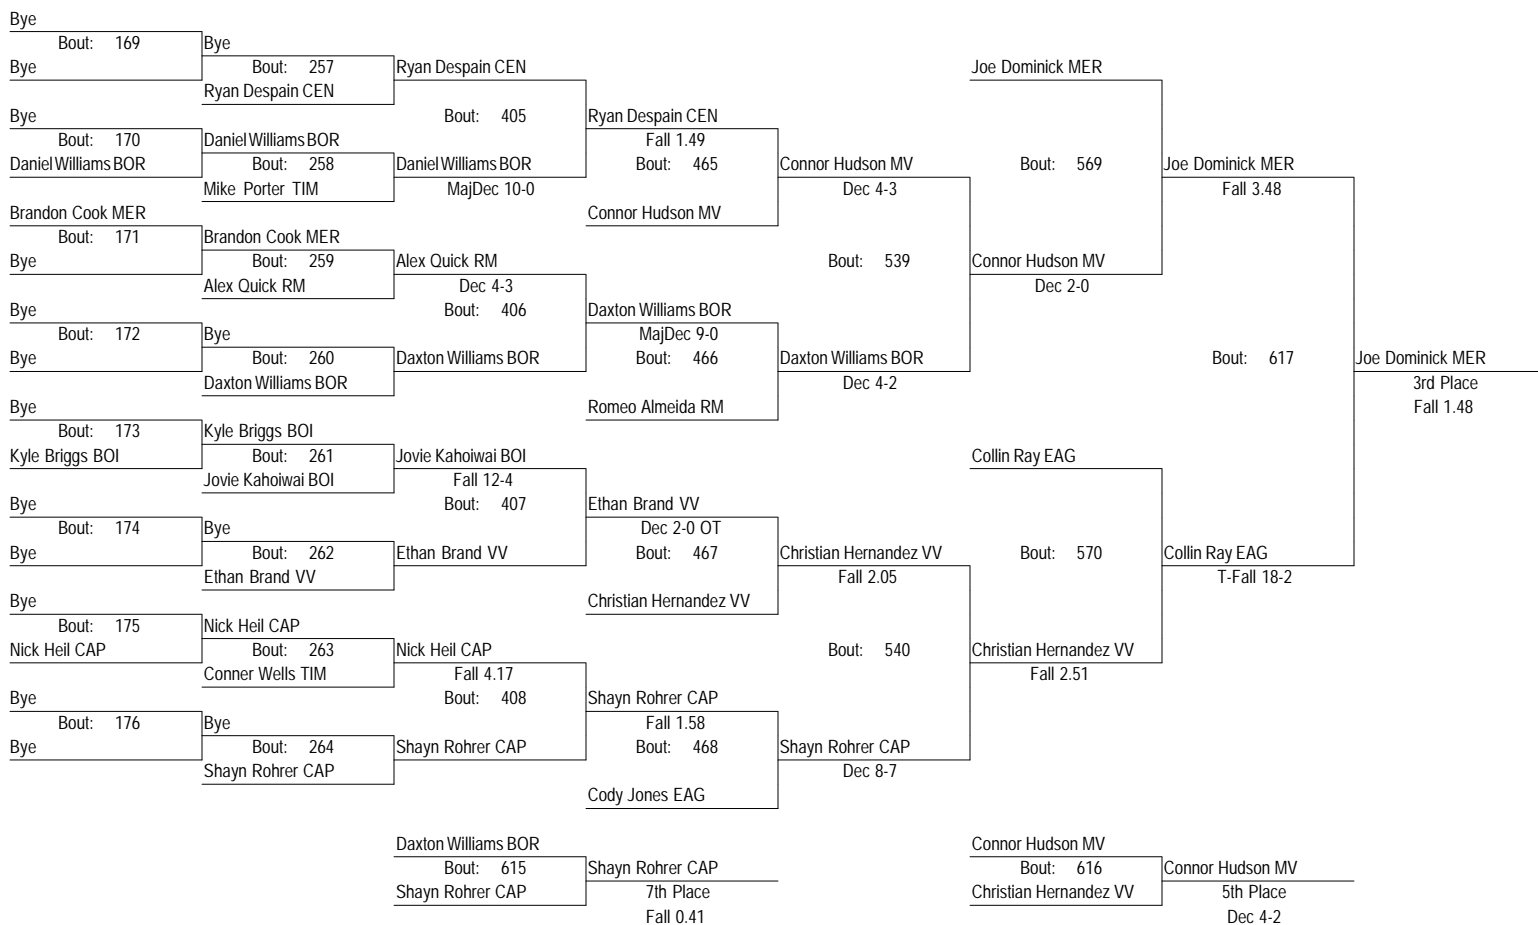 Bye
Bout: 169 Bye
Bye Bout: 257 Ryan Despain CEN Joe Dominick MER
Ryan Despain CEN
Bye Bout: 405 Ryan Despain CEN
Bout: 170 Daniel Williams BOR Fall 1.49
Daniel Williams BOR Bout: 258 Daniel Williams BOR Bout: 465 Connor Hudson MV Bout: 569 Joe Dominick MER
Mike Porter TIM MajDec 10-0 Dec 4-3 Fall 3.48
Brandon Cook MER Connor Hudson MV
Bout: 171 Brandon Cook MER
Bye Bout: 259 Alex Quick RM Bout: 539 Connor Hudson MV
Alex Quick RM Dec 4-3 Dec 2-0
Bye Bout: 406 Daxton Williams BOR
Bout: 172 Bye MajDec 9-0
Bye Bout: 260 Daxton Williams BOR Bout: 466 Daxton Williams BOR Bout: 617 Joe Dominick MER
Daxton Williams BOR Dec 4-2 3rd Place
Bye Romeo Almeida RM Fall 1.48
Bout: 173 Kyle Briggs BOI
Kyle Briggs BOI Bout: 261 Jovie Kahoiwai BOI Collin Ray EAG
Jovie Kahoiwai BOI Fall 12-4
Bye Bout: 407 Ethan Brand VV
Bout: 174 Bye Dec 2-0 OT
Bye Bout: 262 Ethan Brand VV Bout: 467 Christian Hernandez VV Bout: 570 Collin Ray EAG
Ethan Brand VV Fall 2.05 T-Fall 18-2
Bye Christian Hernandez VV
Bout: 175 Nick Heil CAP
Nick Heil CAP Bout: 263 Nick Heil CAP Bout: 540 Christian Hernandez VV
Conner Wells TIM Fall 4.17 Fall 2.51
Bye Bout: 408 Shayn Rohrer CAP
Bout: 176 Bye Fall 1.58
Bye Bout: 264 Shayn Rohrer CAP Bout: 468 Shayn Rohrer CAP
Shayn Rohrer CAP Dec 8-7
Cody Jones EAG
Daxton Williams BOR Connor Hudson MV
Bout: 615 Shayn Rohrer CAP Bout: 616 Connor Hudson MV
Shayn Rohrer CAP 7th Place Christian Hernandez VV 5th Place
Fall 0.41 Dec 4-2